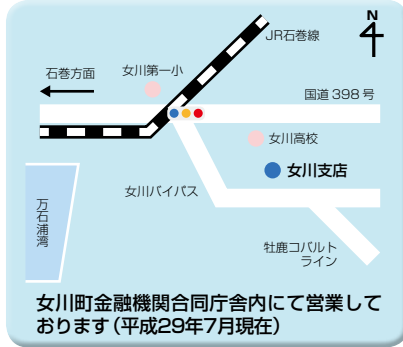 N
JR石巻線
石巻方面
女川第一小
国道398号
女川高校
女川支店
女川バイパス
万石浦湾
牡鹿コバルト
ライン
女川町金融機関合同庁舎内にて営業して
おります(平成29年7月現在)